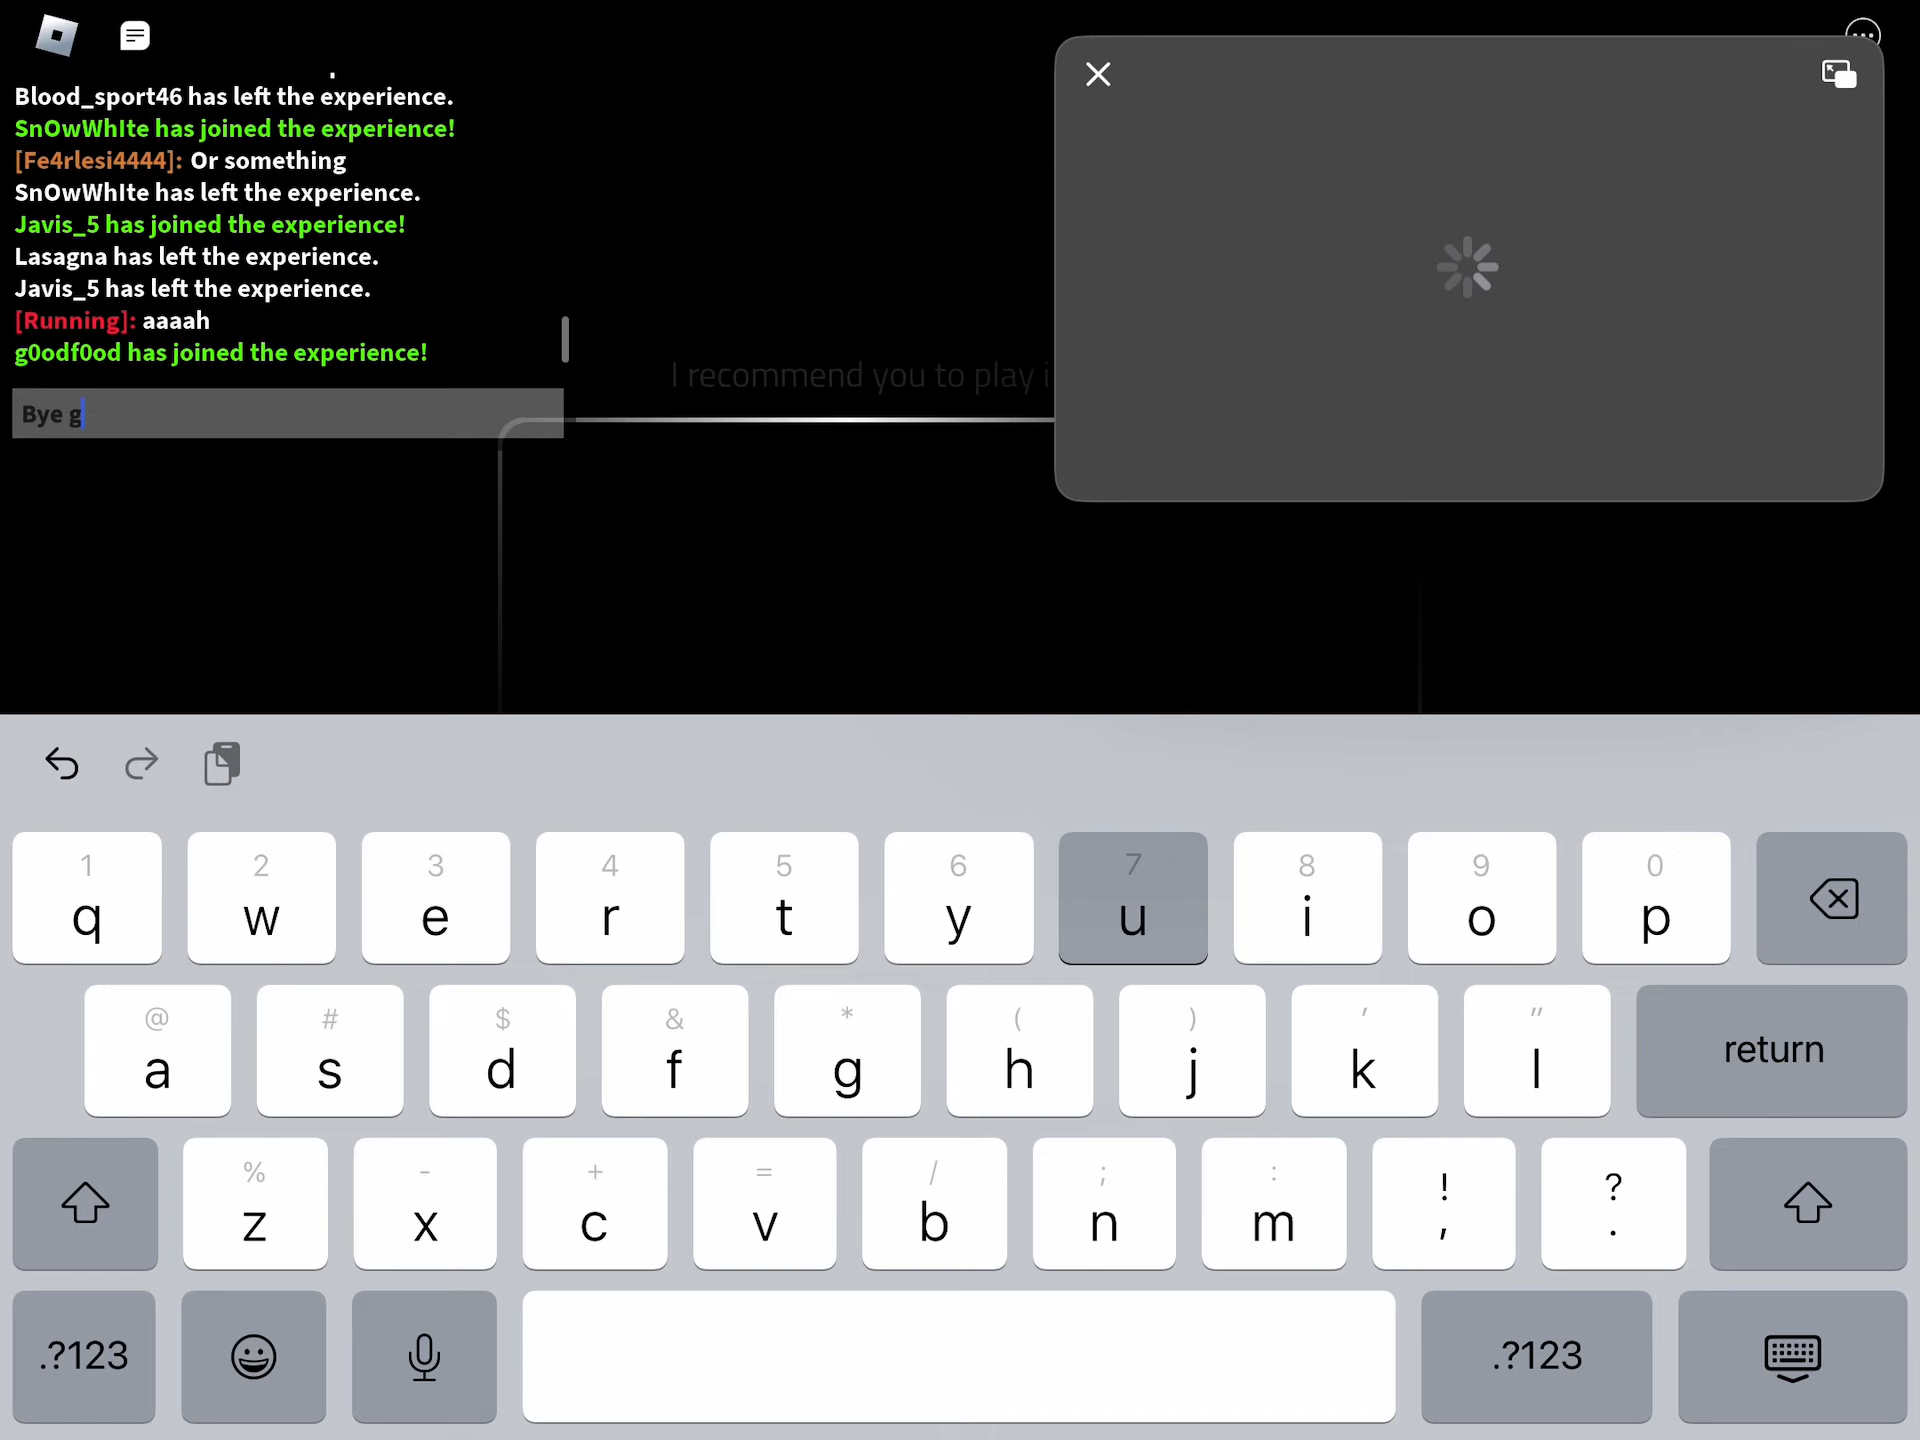 Blood_sport46 has left the experience.
SnOwWhIte has joined the experience!
[Fe4rlesi4444]: Or something
SnOwWhIte has left the experience.
Javis_5 has joined the experience!
Lasagna has left the experience.
Javis_5 has left the experience.
[Running]: aaaah
g0odf0od has joined the experience!
I recommend you to play i
Bye g
1 2 3 4 5 6 7 8 9 0
q w e r t y u i o p
@ # $ & * ( ) ' "
a s d f g h j k l return
% - + = / ; : ! ?
z x c v b n m , .
.?123 .?123